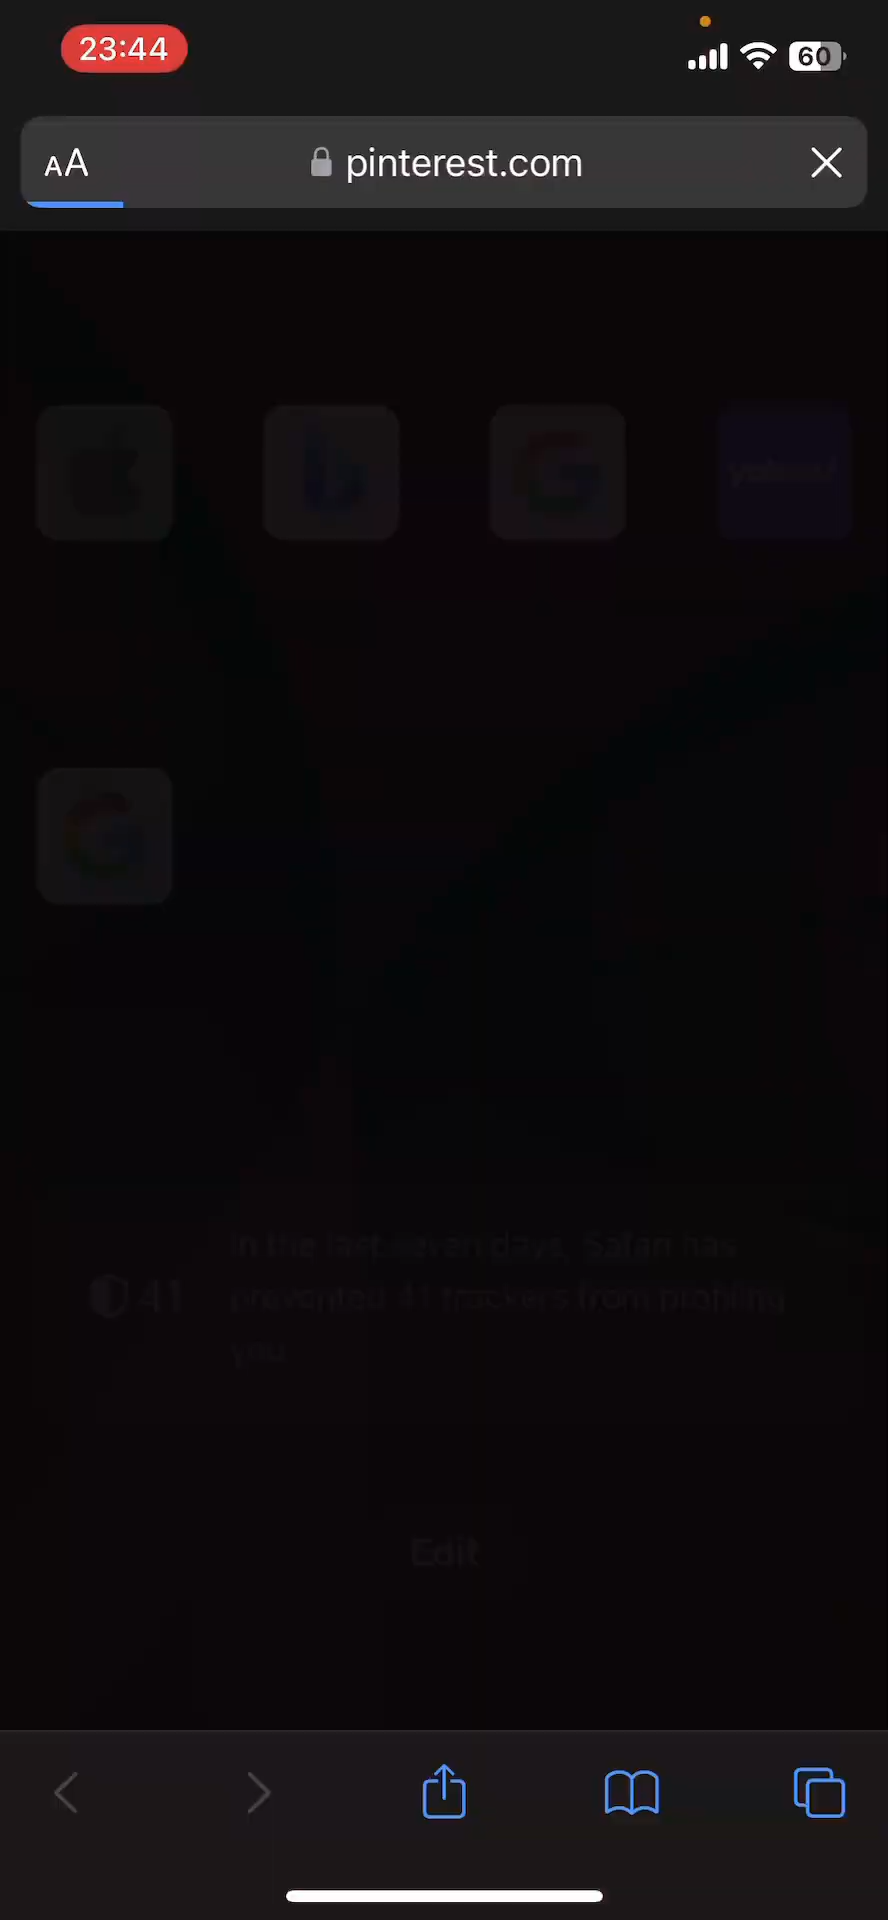 23:44
60
AA
pinterest.com
yahoo!
In the last seven days, Safari has
41
prevented 41 trackers from profiling
you.
Edit